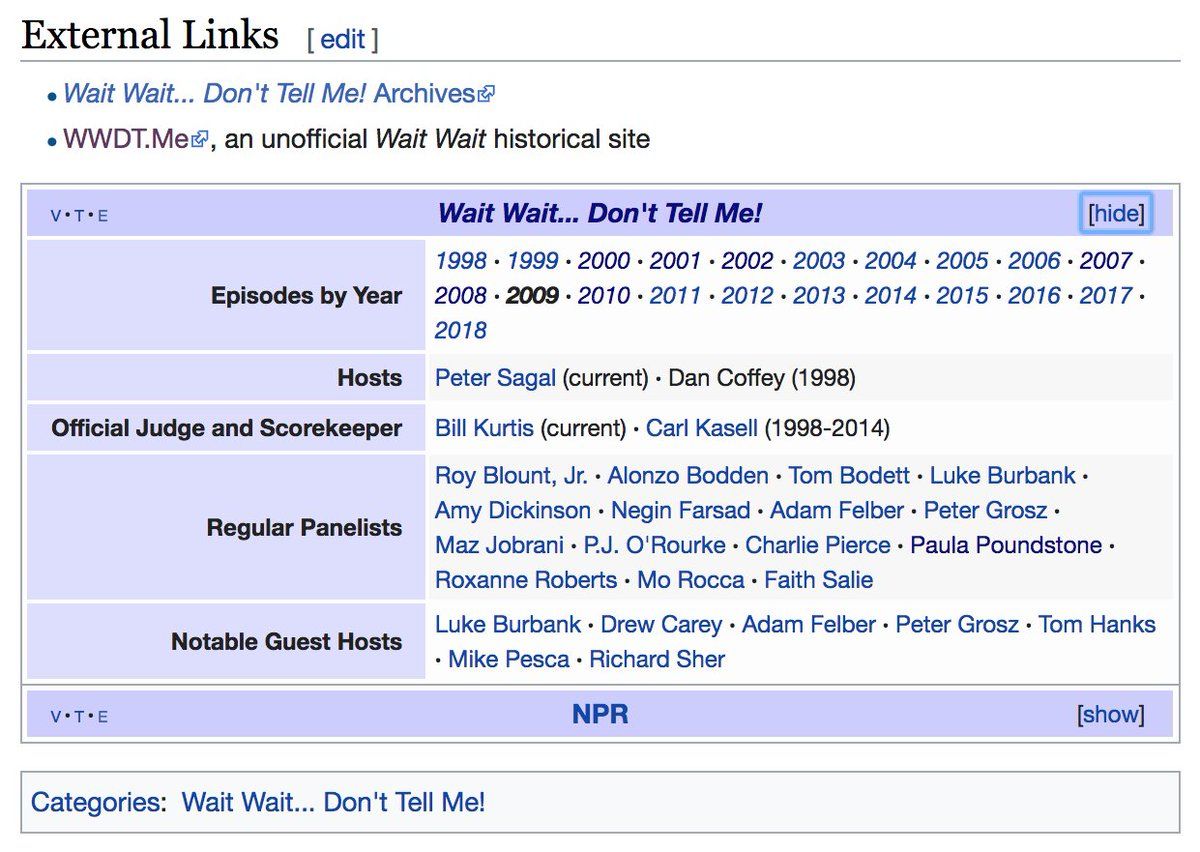 External Links [ edit ]
• Wait Wait... Don't Tell Me! Archives
• WWDT.Me, an unofficial Wait Wait historical site
V • T • E Wait Wait... Don't Tell Me! [hide]
Episodes by Year
1998 • 1999 • 2000 • 2001 • 2002 • 2003 • 2004 • 2005 • 2006 • 2007 •
2008 • 2009 • 2010 • 2011 • 2012 • 2013 • 2014 • 2015 • 2016 • 2017 •
2018
Hosts Peter Sagal (current) • Dan Coffey (1998)
Official Judge and Scorekeeper Bill Kurtis (current) • Carl Kasell (1998-2014)
Regular Panelists
Roy Blount, Jr. • Alonzo Bodden • Tom Bodett • Luke Burbank •
Amy Dickinson • Negin Farsad • Adam Felber • Peter Grosz •
Maz Jobrani • P.J. O'Rourke • Charlie Pierce • Paula Poundstone •
Roxanne Roberts • Mo Rocca • Faith Salie
Notable Guest Hosts
Luke Burbank • Drew Carey • Adam Felber • Peter Grosz • Tom Hanks
• Mike Pesca • Richard Sher
V • T • E NPR [show]
Categories: Wait Wait... Don't Tell Me!